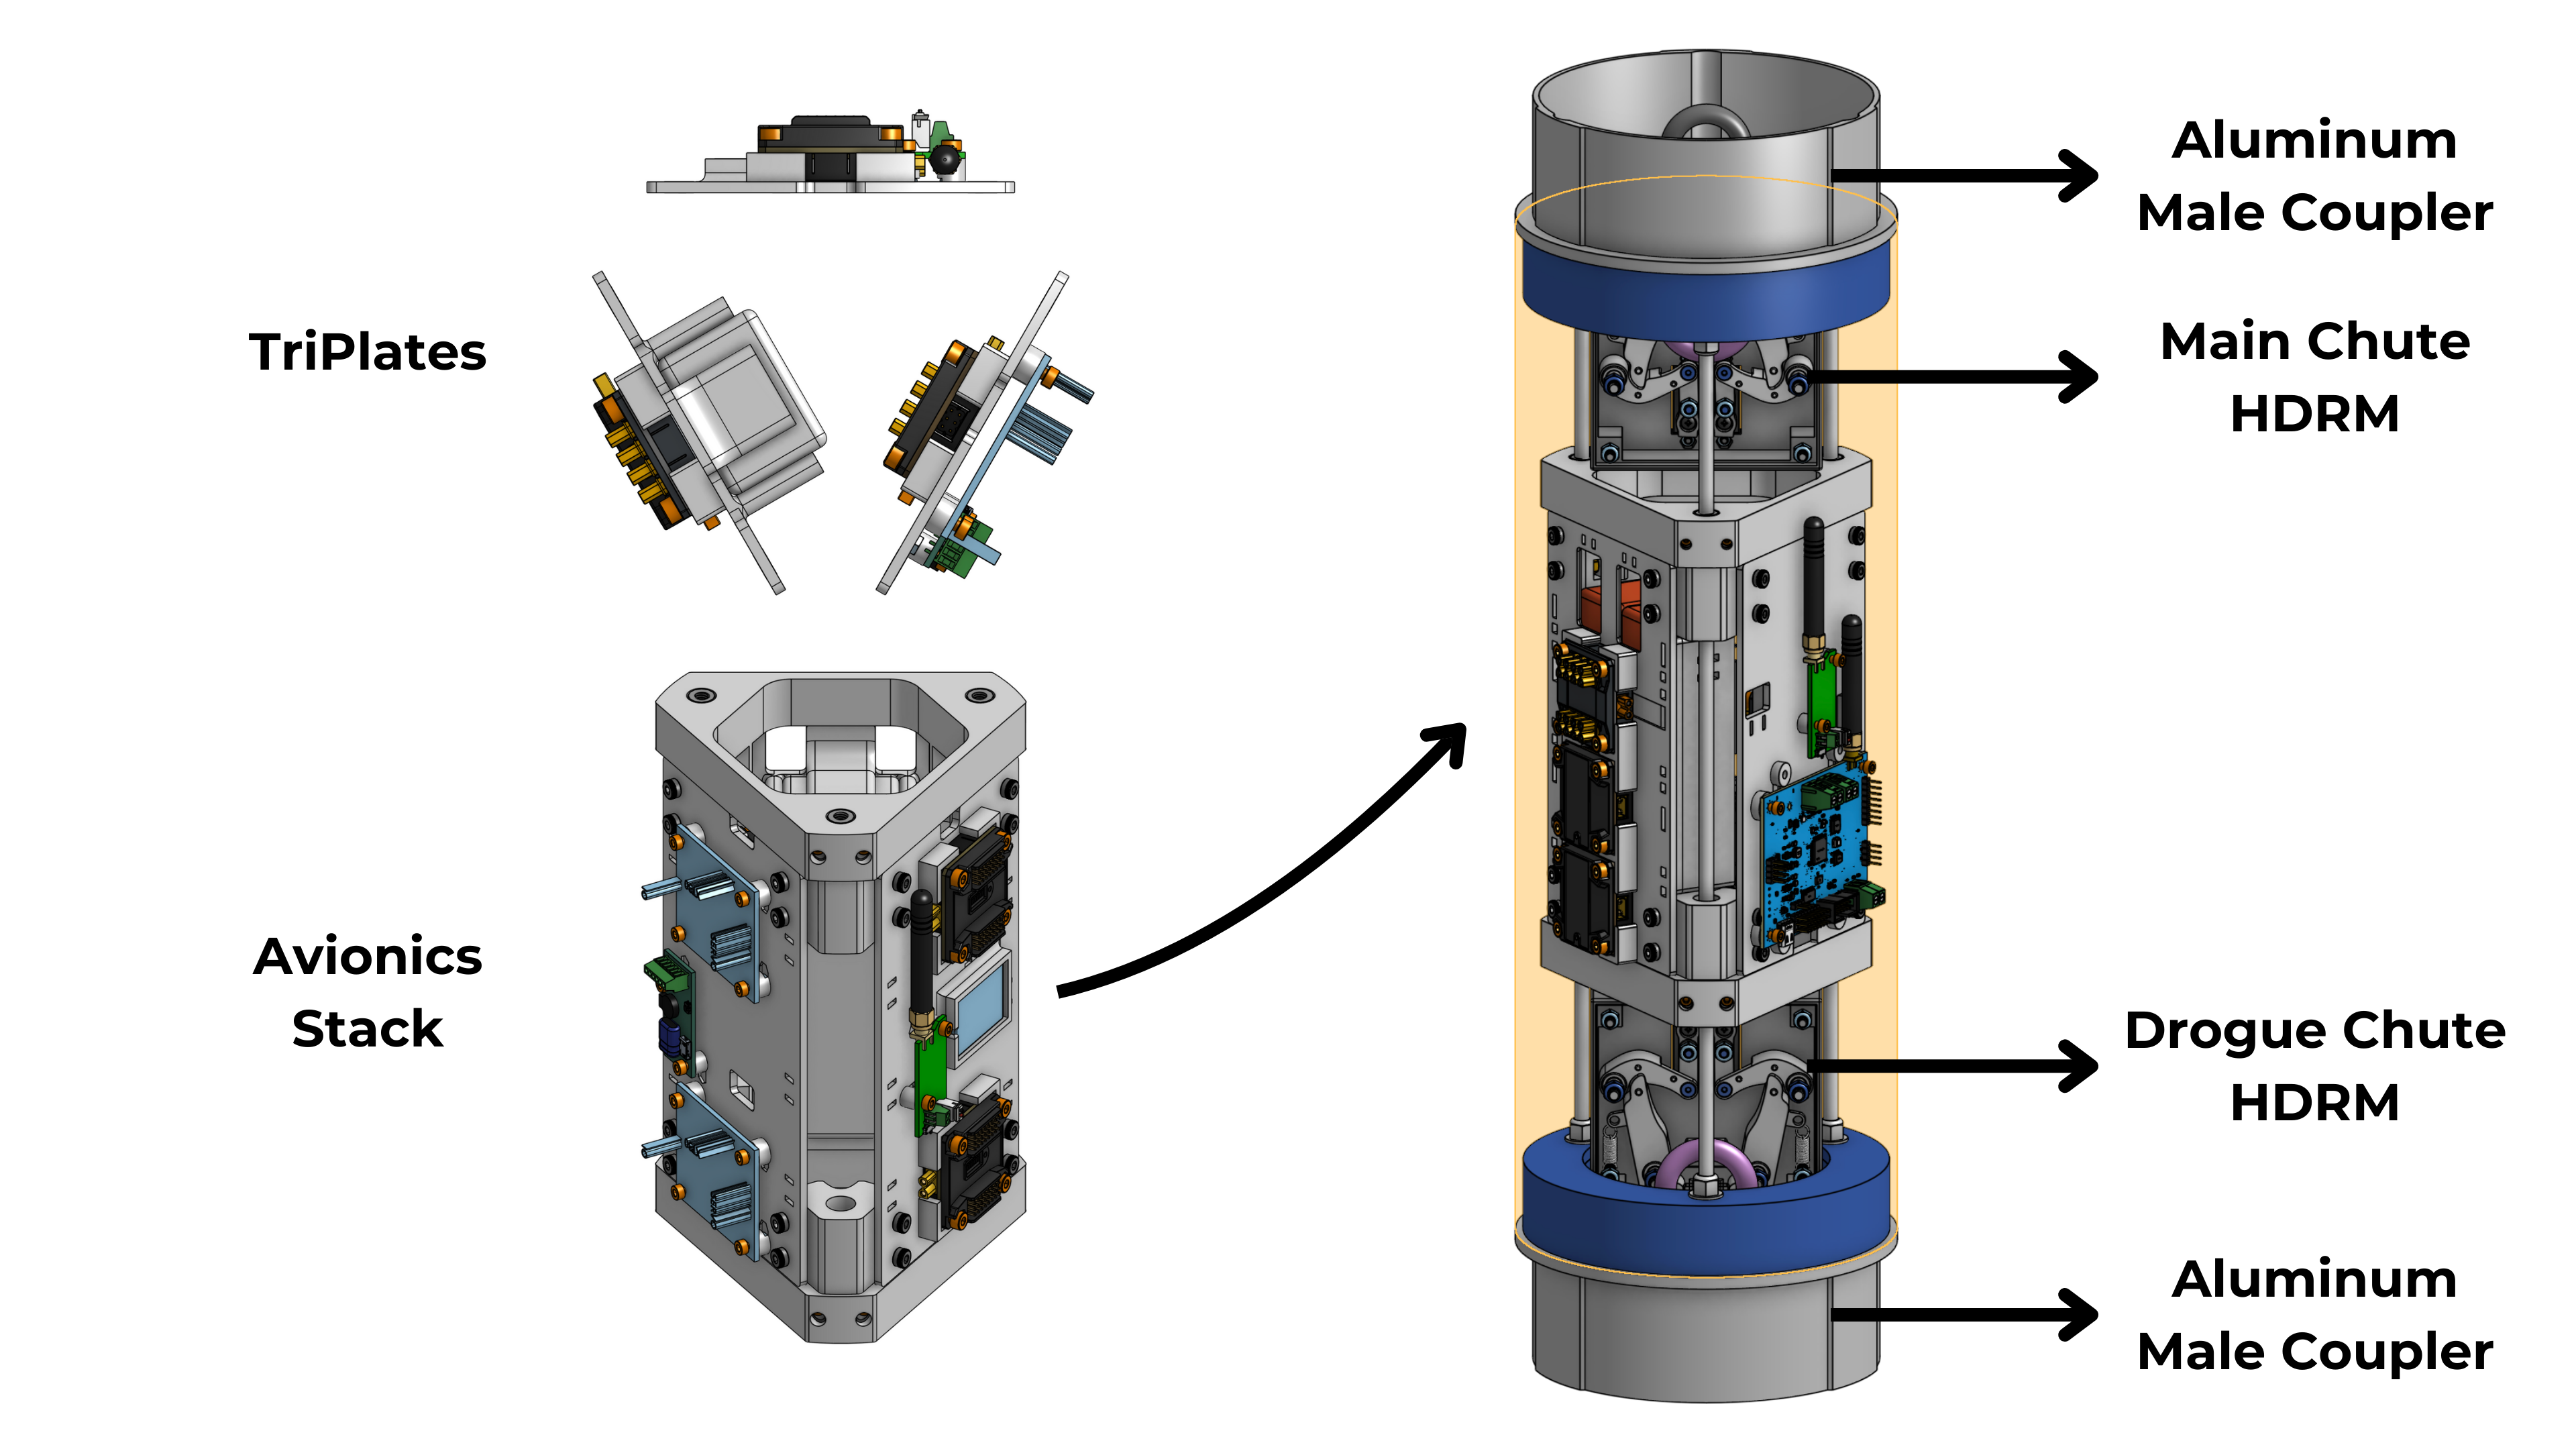 TriPlates
Avionics
Stack
Aluminum
Male Coupler
Main Chute
HDRM
Drogue Chute
HDRM
Aluminum
Male Coupler